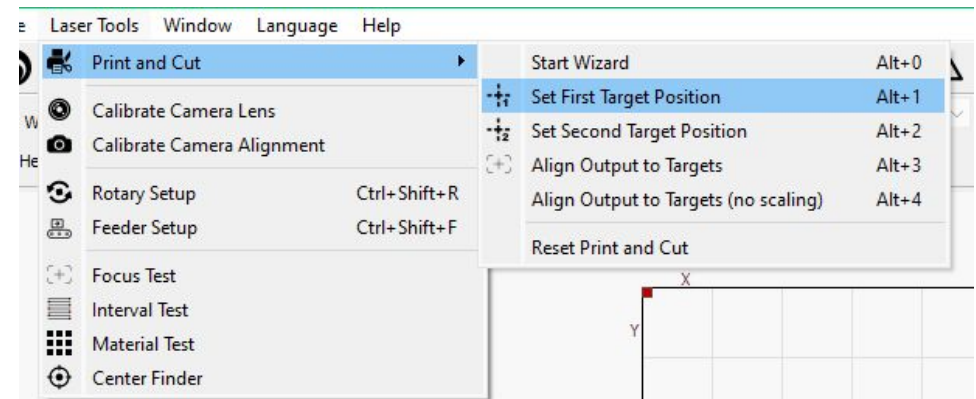 e Laser Tools Window Language Help
Print and Cut
Start Wizard Alt+0
Set First Target Position Alt+1
Calibrate Camera Lens
Set Second Target Position Alt+2
Calibrate Camera Alignment
Align Output to Targets Alt+3
Rotary Setup Ctrl+Shift+R
Align Output to Targets (no scaling) Alt+4
Feeder Setup Ctrl+Shift+F
Reset Print and Cut
Focus Test
Interval Test
Material Test
Center Finder
W
He
X
Y
1
2